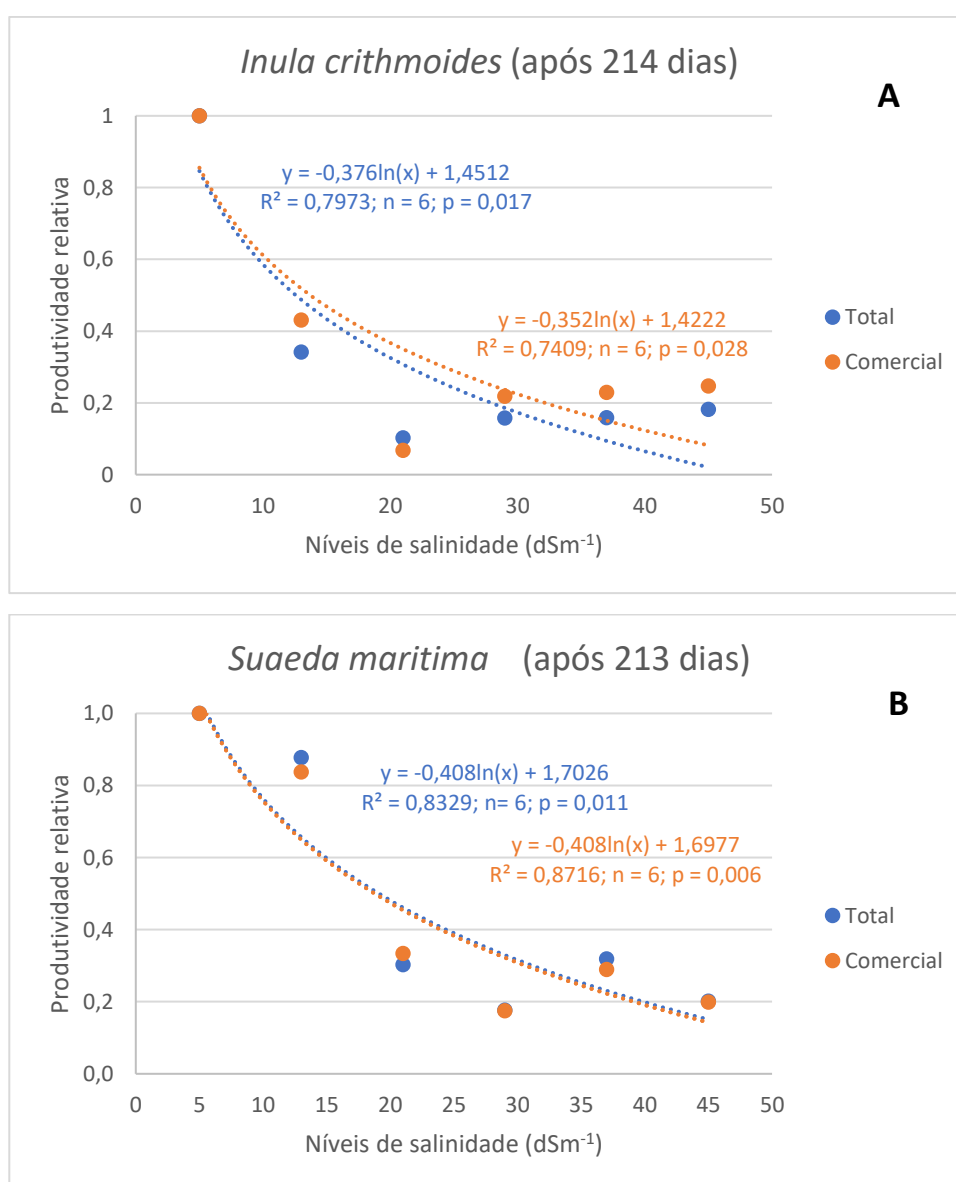 Inula crithmoides (após 214 dias)
A
1
0,8
0,6
0,4
0,2
0
Produtividade relativa
y = -0,376ln(x) + 1,4512
R² = 0,7973; n = 6; p = 0,017
y = -0,352ln(x) + 1,4222
R² = 0,7409; n = 6; p = 0,028
Total
Comercial
0 10 20 30 40 50
Níveis de salinidade (dSm⁻¹)
Suaeda maritima (após 213 dias)
B
1,0
0,8
0,6
0,4
0,2
0,0
Produtividade relativa
y = -0,408ln(x) + 1,7026
R² = 0,8329; n= 6; p = 0,011
y = -0,408ln(x) + 1,6977
R² = 0,8716; n = 6; p = 0,006
Total
Comercial
0 5 10 15 20 25 30 35 40 45 50
Níveis de salinidade (dSm⁻¹)